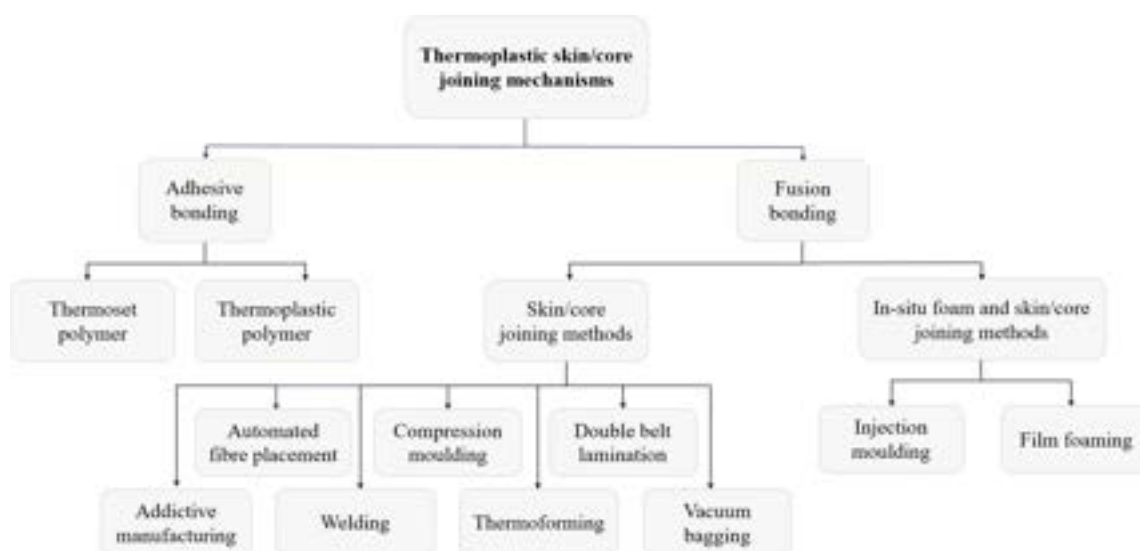 Thermoplastic skin/core
joining mechanisms
Adhesive
bonding
Fusion
bonding
Thermoset
polymer
Thermoplastic
polymer
Skin/core
joining methods
In-situ foam and skin/core
joining methods
Automated
fibre placement
Compression
moulding
Double belt
lamination
Injection
moulding
Film foaming
Addictive
manufacturing
Welding
Thermoforming
Vacuum
bagging